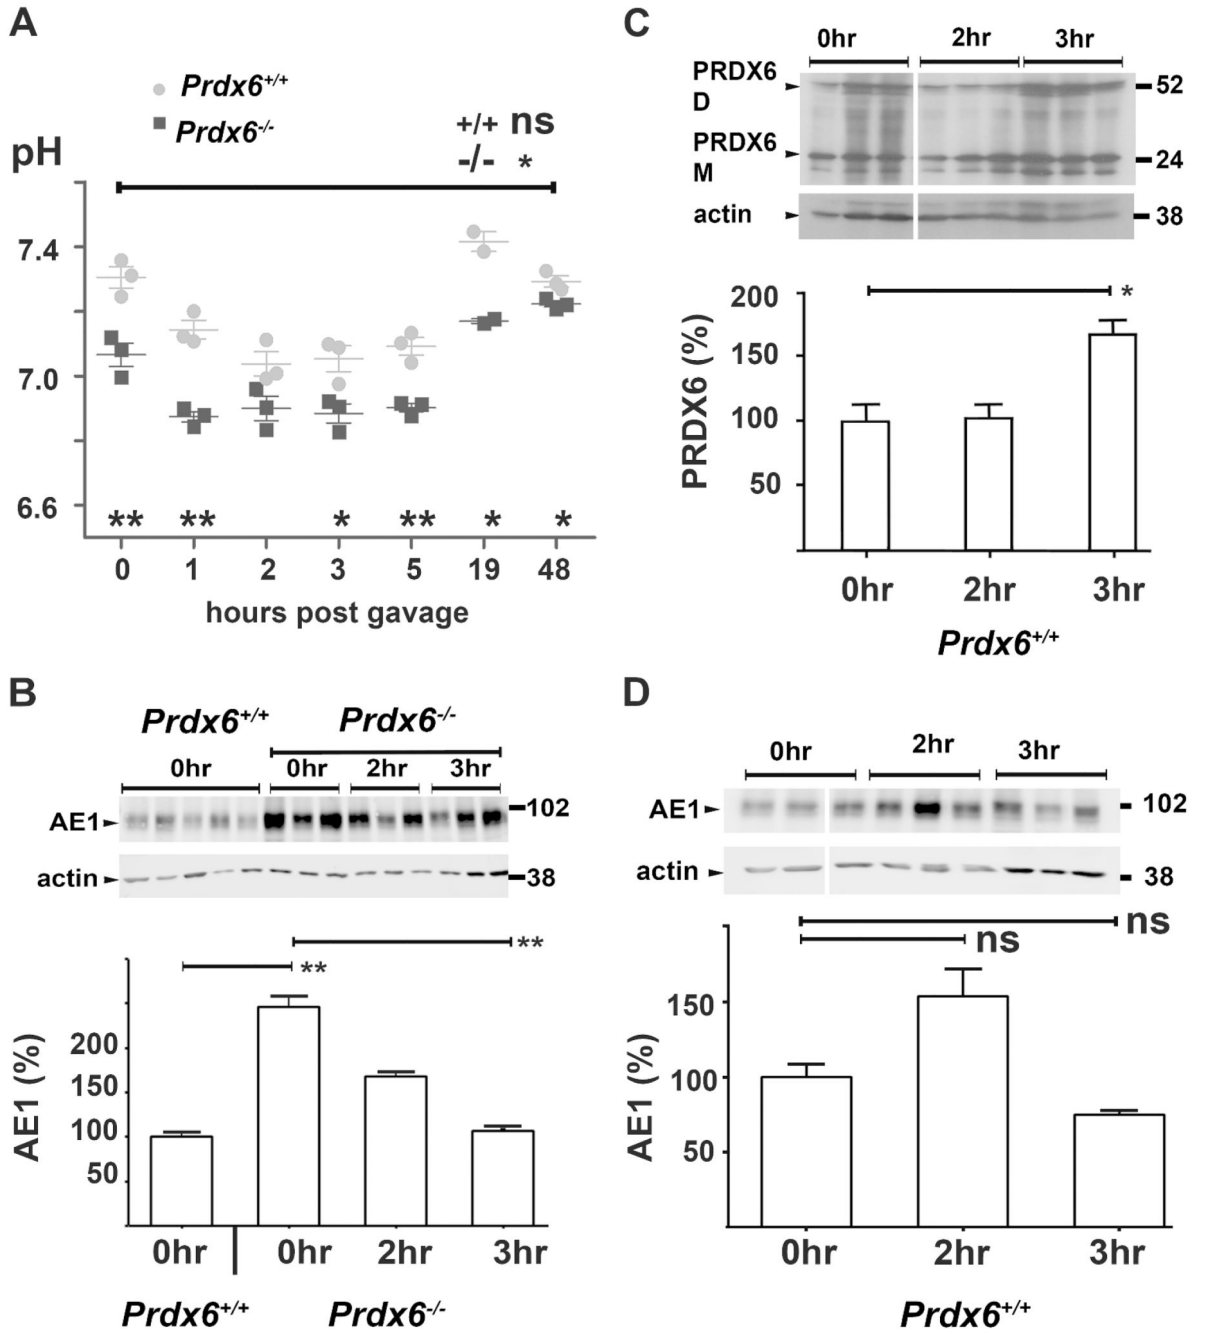 A
Prdx6+/+
Prdx6-/-
+/+ ns
-/- *
pH
7.4
7.0
6.6
** ** * ** * *
0 1 2 3 5 19 48
hours post gavage
C
0hr 2hr 3hr
PRDX6
D
52
PRDX6
M
24
actin
38
*
200
150
100
50
PRDX6 (%)
0hr 2hr 3hr
Prdx6+/+
B
Prdx6+/+ Prdx6-/-
0hr 0hr 2hr 3hr
AE1
102
actin
38
**
**
200
150
100
50
AE1 (%)
0hr 0hr 2hr 3hr
Prdx6+/+ Prdx6-/-
D
0hr 2hr 3hr
AE1
102
actin
38
ns
ns
150
100
50
AE1 (%)
0hr 2hr 3hr
Prdx6+/+